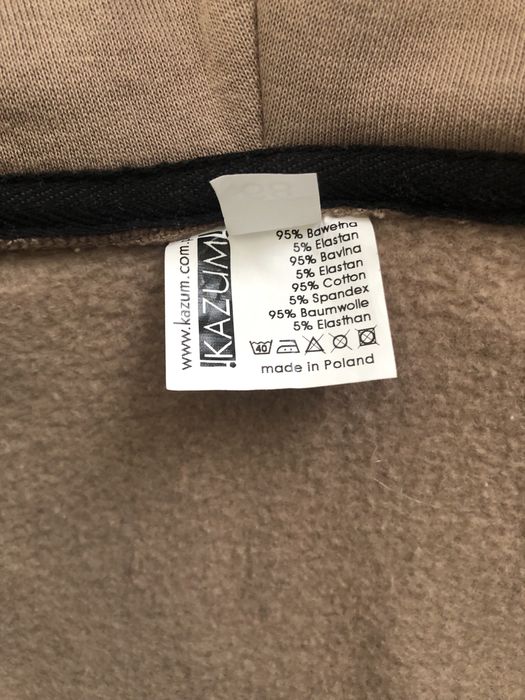 95% Bawełna
5% Elastan
95% Bavlna
5% Elastan
95% Cotton
5% Spandex
95% Baumwolle
5% Elasthan
40
made in Poland
www.kazum.com.
!KAZUM!